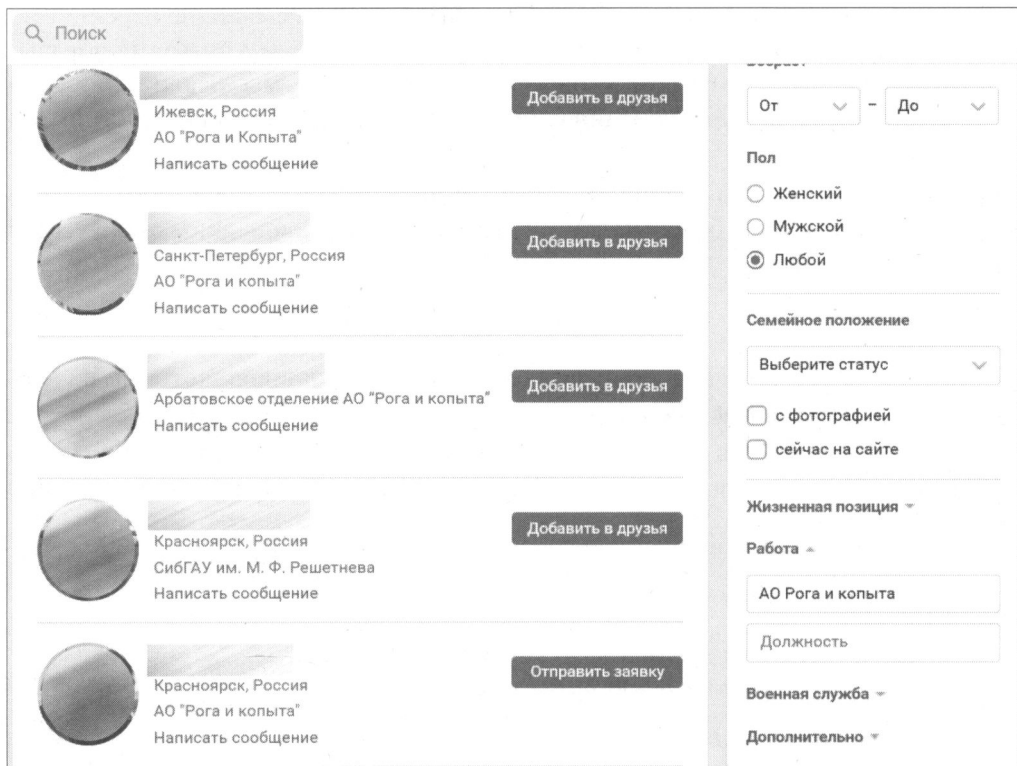 Поиск
Ижевск, Россия
АО "Рога и Копыта"
Написать сообщение
Добавить в друзья
Санкт-Петербург, Россия
АО "Рога и копыта"
Написать сообщение
Добавить в друзья
Арбатовское отделение АО "Рога и копыта"
Написать сообщение
Добавить в друзья
Красноярск, Россия
СибГАУ им. М. Ф. Решетнева
Написать сообщение
Добавить в друзья
Красноярск, Россия
АО "Рога и копыта"
Написать сообщение
Отправить заявку
Возраст
От – До
Пол
Женский
Мужской
Любой
Семейное положение
Выберите статус
с фотографией
сейчас на сайте
Жизненная позиция
Работа
АО Рога и копыта
Должность
Военная служба
Дополнительно